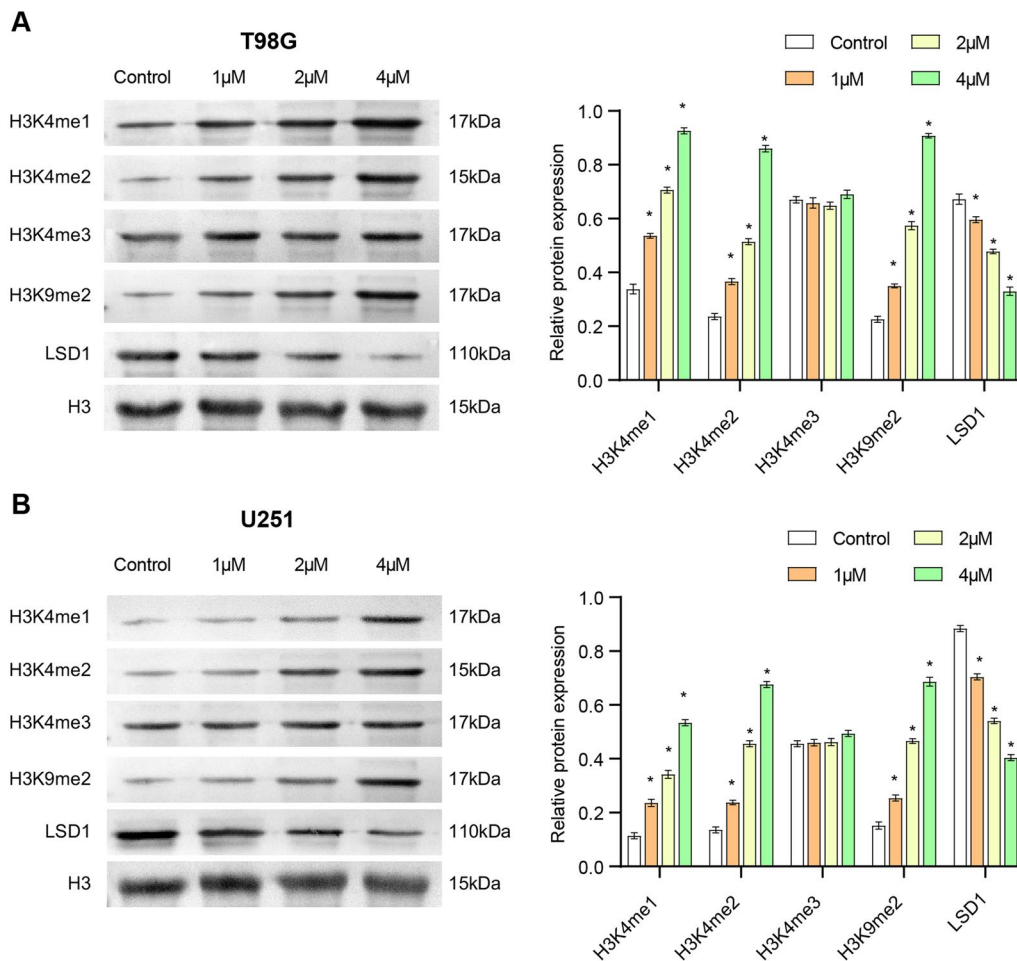 A
T98G
Control 1µM 2µM 4µM
H3K4me1 17kDa
H3K4me2 15kDa
H3K4me3 17kDa
H3K9me2 17kDa
LSD1 110kDa
H3 15kDa
Control 2µM
1µM 4µM
Relative protein expression
1.0
0.8
0.6
0.4
0.2
0.0
* * * * * * * * * * * *
H3K4me1 H3K4me2 H3K4me3 H3K9me2 LSD1
B
U251
Control 1µM 2µM 4µM
H3K4me1 17kDa
H3K4me2 15kDa
H3K4me3 17kDa
H3K9me2 17kDa
LSD1 110kDa
H3 15kDa
Control 2µM
1µM 4µM
Relative protein expression
1.0
0.8
0.6
0.4
0.2
0.0
* * * * * * * * * * * *
H3K4me1 H3K4me2 H3K4me3 H3K9me2 LSD1